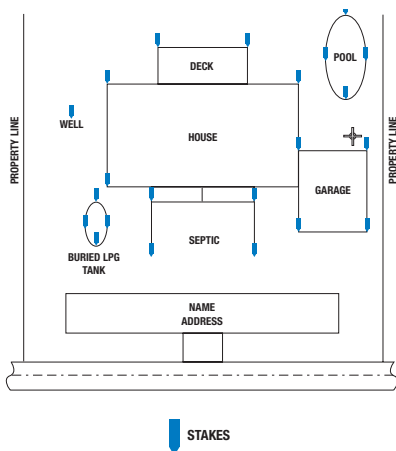 DECK
POOL
PROPERTY LINE
WELL
HOUSE
PROPERTY LINE
GARAGE
SEPTIC
BURIED LPG
TANK
NAME
ADDRESS
STAKES